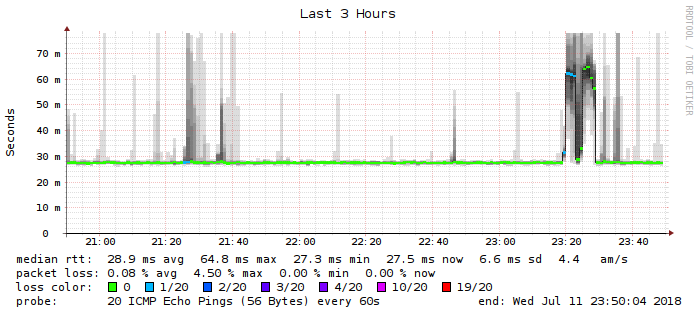 Last 3 Hours
RRDTOOL / TOBI OETIKER
Seconds
70 m
60 m
50 m
40 m
30 m
20 m
10 m
0
21:00 21:20 21:40 22:00 22:20 22:40 23:00 23:20 23:40
median rtt: 28.9 ms avg 64.8 ms max 27.3 ms min 27.5 ms now 6.6 ms sd 4.4 am/s
packet loss: 0.08 % avg 4.50 % max 0.00 % min 0.00 % now
loss color: 0 1/20 2/20 3/20 4/20 10/20 19/20
probe: 20 ICMP Echo Pings (56 Bytes) every 60s end: Wed Jul 11 23:50:04 2018